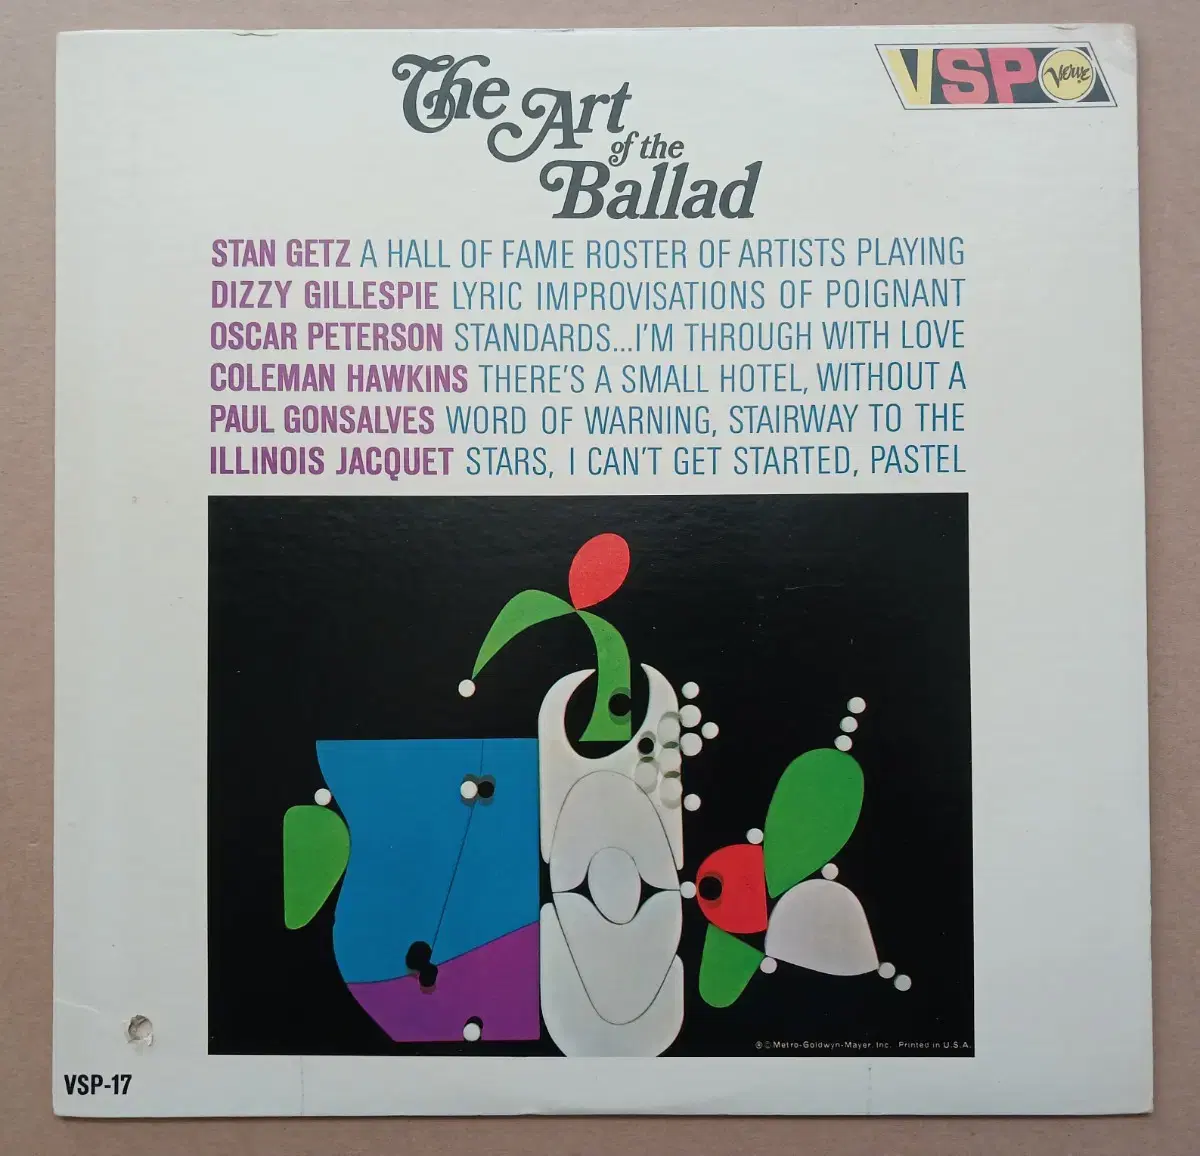 The Art
of the
Ballad
VSP Verve
STAN GETZ A HALL OF FAME ROSTER OF ARTISTS PLAYING
DIZZY GILLESPIE LYRIC IMPROVISATIONS OF POIGNANT
OSCAR PETERSON STANDARDS...I'M THROUGH WITH LOVE
COLEMAN HAWKINS THERE'S A SMALL HOTEL, WITHOUT A
PAUL GONSALVES WORD OF WARNING, STAIRWAY TO THE
ILLINOIS JACQUET STARS, I CAN'T GET STARTED, PASTEL
℗ © Metro-Goldwyn-Mayer, Inc. Printed in U.S.A.
VSP-17